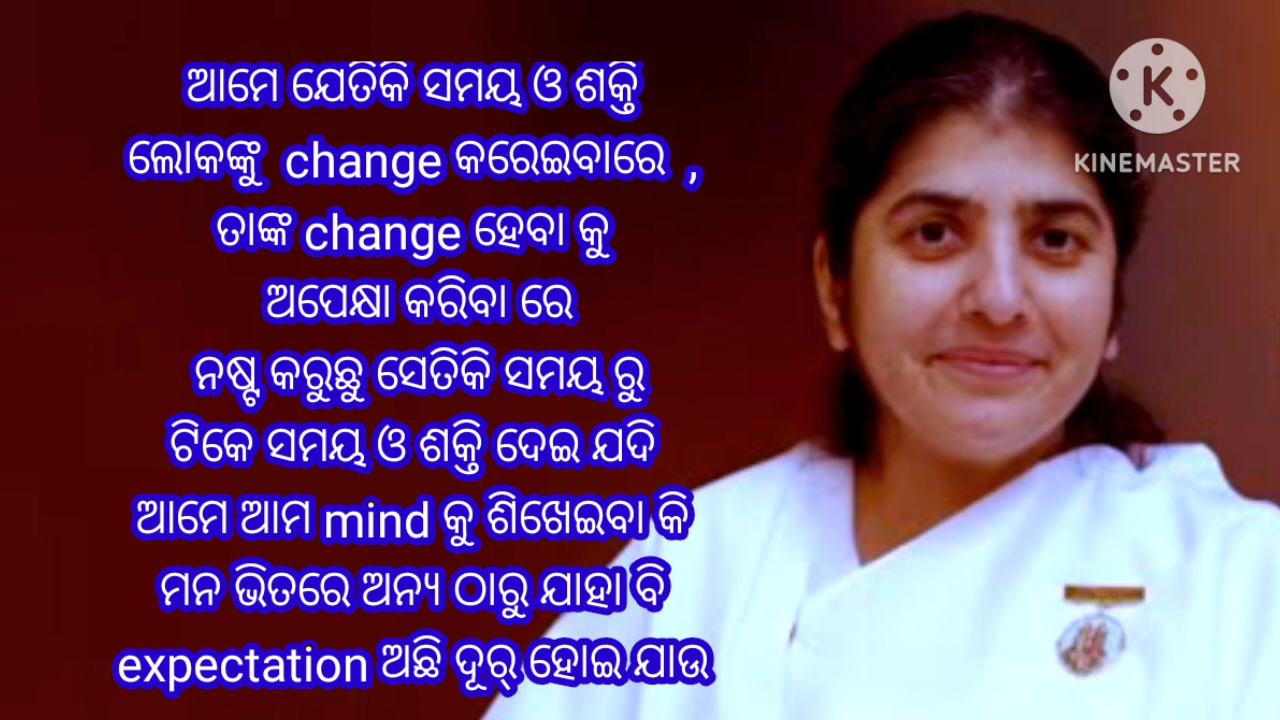 ଆମେ ଯେତିକି ସମୟ ଓ ଶକ୍ତି
ଲୋକଙ୍କୁ change କରେଇବାରେ ,
ତାଙ୍କ change ହେବା କୁ
ଅପେକ୍ଷା କରିବା ରେ
ନଷ୍ଟ କରୁଛୁ ସେତିକି ସମୟ ରୁ
ଟିକେ ସମୟ ଓ ଶକ୍ତି ଦେଇ ଯଦି
ଆମେ ଆମ mind କୁ ଶିଖେଇବା କି
ମନ ଭିତରେ ଅନ୍ୟ ଠାରୁ ଯାହା ବି
expectation ଅଛି ଦୂର୍ ହୋଇ ଯାଉ
K
KINEMASTER